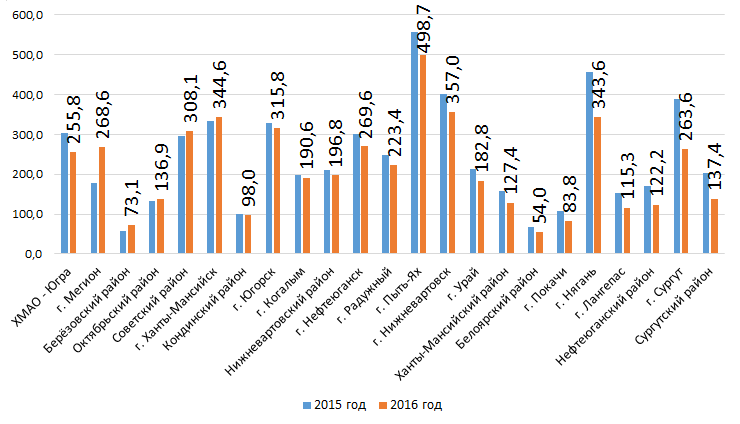 600,0
500,0
400,0
300,0
200,0
100,0
0,0
255,8
268,6
73,1
136,9
308,1
344,6
98,0
315,8
190,6
196,8
269,6
223,4
498,7
357,0
182,8
127,4
54,0
83,8
343,6
115,3
122,2
263,6
137,4
ХМАО - Югра
г. Мегион
Берёзовский район
Октябрьский район
Советский район
г. Ханты-Мансийск
Кондинский район
г. Югорск
г. Когалым
Нижневартовский район
г. Нефтеюганск
г. Радужный
г. Пыть-Ях
г. Нижневартовск
г. Урай
Ханты-Мансийский район
Белоярский район
г. Покачи
г. Нягань
г. Лангепас
Нефтеюганский район
г. Сургут
Сургутский район
2015 год
2016 год